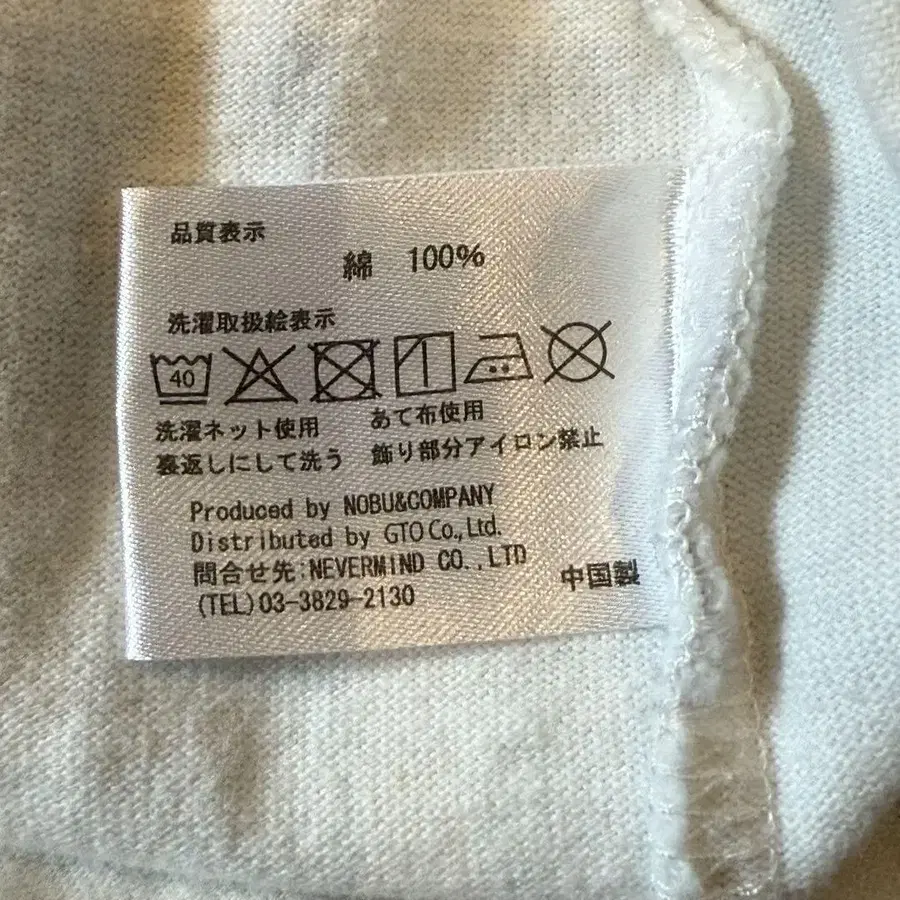 品質表示
綿 100%
洗濯取扱絵表示
40
洗濯ネット使用 あて布使用
裏返しにして洗う 飾り部分アイロン禁止
Produced by NOBU&COMPANY
Distributed by GTO Co., Ltd.
問合せ先:NEVERMIND CO.,LTD
(TEL)03-3829-2130 中国製